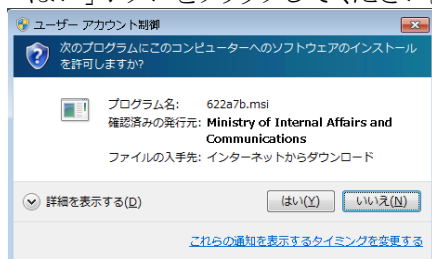 ユーザー アカウント制御
次のプログラムにこのコンピューターへのソフトウェアのインストール
を許可しますか?
プログラム名: 622a7b.msi
確認済みの発行元: Ministry of Internal Affairs and
Communications
ファイルの入手先: インターネットからダウンロード
詳細を表示する(D)
はい(Y)
いいえ(N)
これらの通知を表示するタイミングを変更する